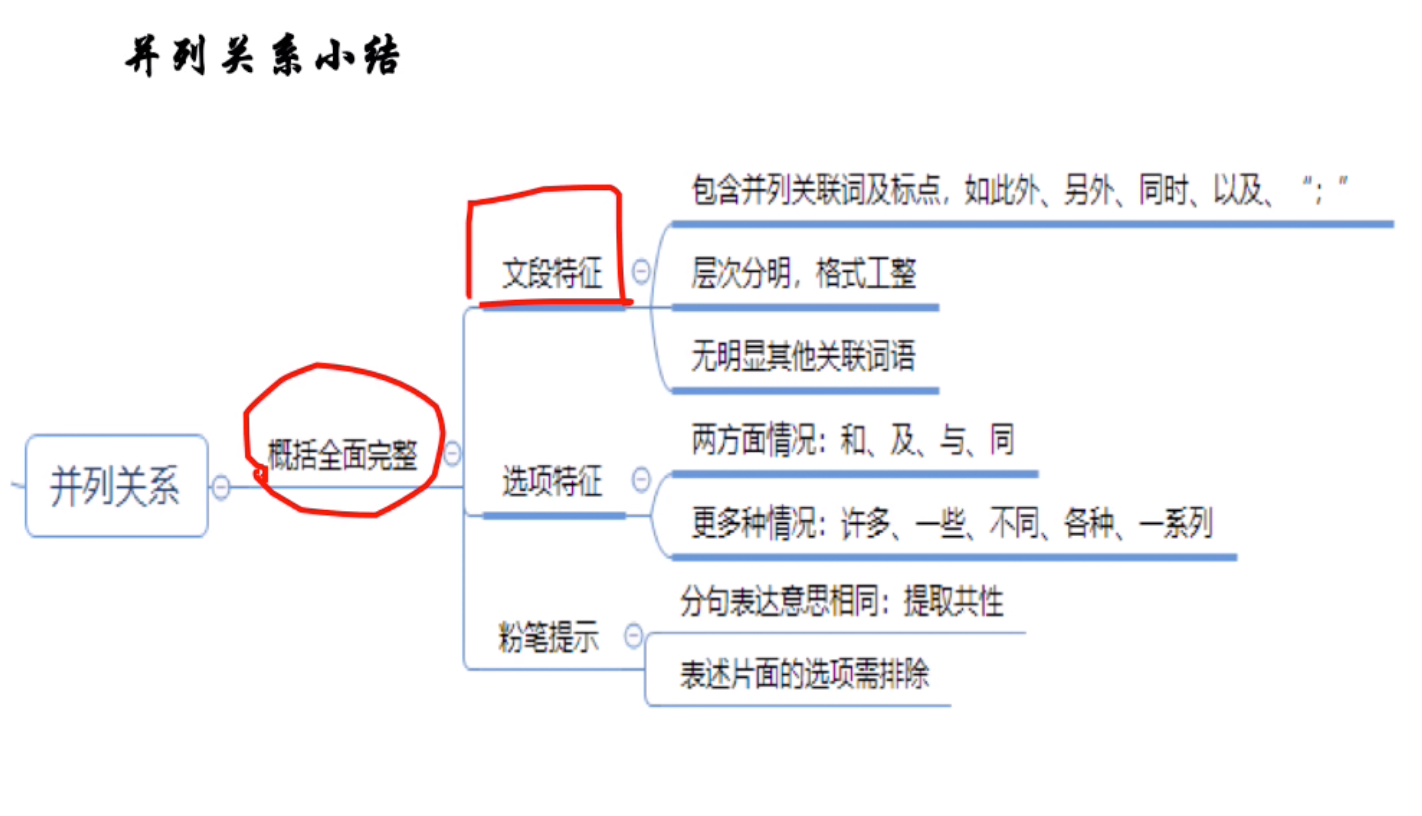 并列关系小结
包含并列关联词及标点，如此外、另外、同时、以及、“；”
文段特征
层次分明，格式工整
无明显其他关联词语
并列关系
概括全面完整
两方面情况：和、及、与、同
选项特征
更多种情况：许多、一些、不同、各种、一系列
分句表达意思相同：提取共性
粉笔提示
表述片面的选项需排除